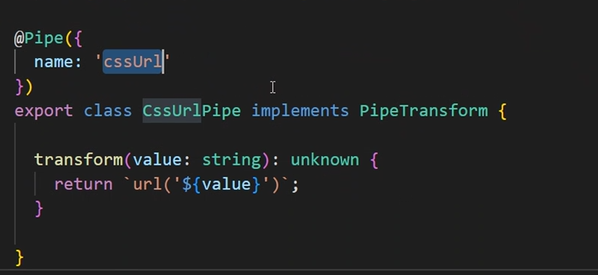 @Pipe({
  name: 'cssUrl'
})
export class CssUrlPipe implements PipeTransform {
  transform(value: string): unknown {
    return `url('${value}')`;
  }
}